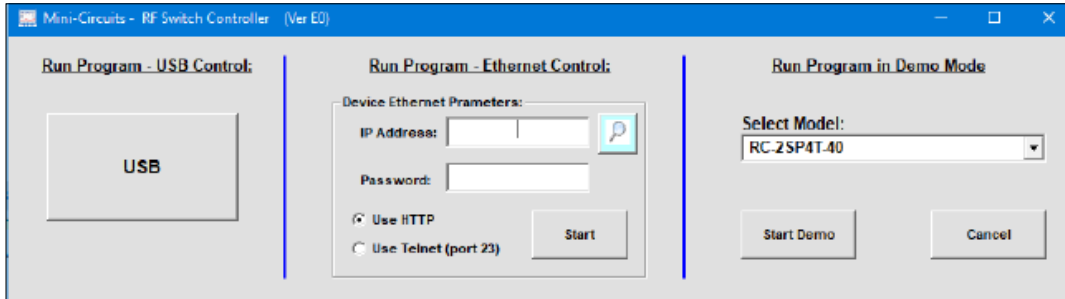 Mini-Circuits - RF Switch Controller (Ver E0)
Run Program - USB Control:
USB
Run Program - Ethernet Control:
Device Ethernet Prameters:
IP Address:
Password:
Use HTTP
Use Telnet (port 23)
Start
Run Program in Demo Mode
Select Model:
RC-2SP4T-40
Start Demo
Cancel